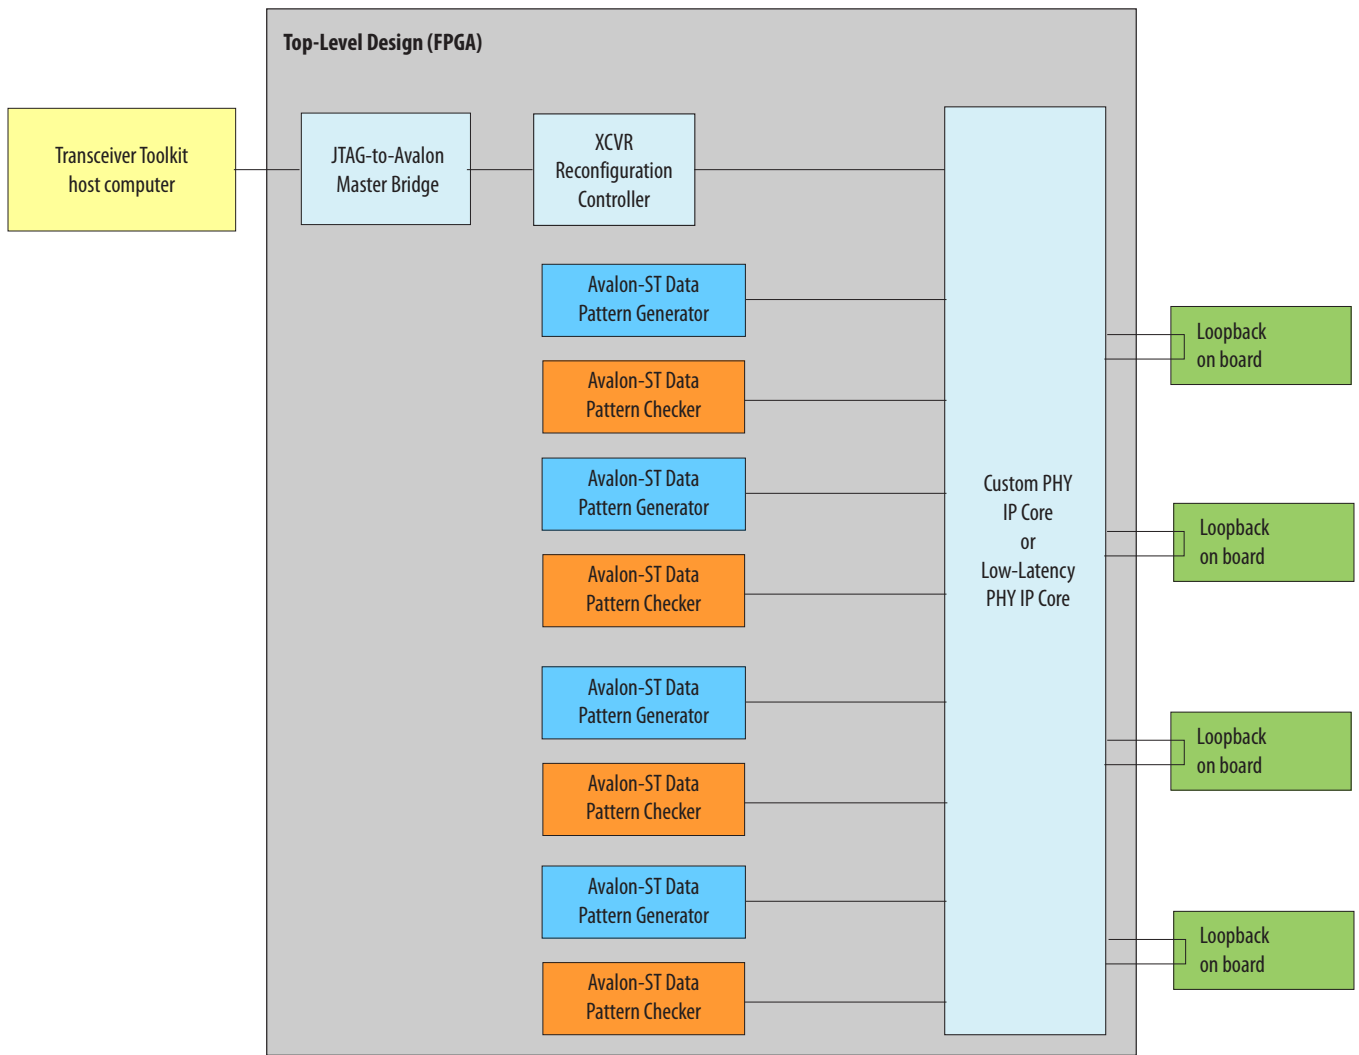 Top-Level Design (FPGA)
Transceiver Toolkit
host computer
JTAG-to-Avalon
Master Bridge
XCVR
Reconfiguration
Controller
Avalon-ST Data
Pattern Generator
Avalon-ST Data
Pattern Checker
Avalon-ST Data
Pattern Generator
Avalon-ST Data
Pattern Checker
Avalon-ST Data
Pattern Generator
Avalon-ST Data
Pattern Checker
Avalon-ST Data
Pattern Generator
Avalon-ST Data
Pattern Checker
Custom PHY
IP Core
or
Low-Latency
PHY IP Core
Loopback
on board
Loopback
on board
Loopback
on board
Loopback
on board